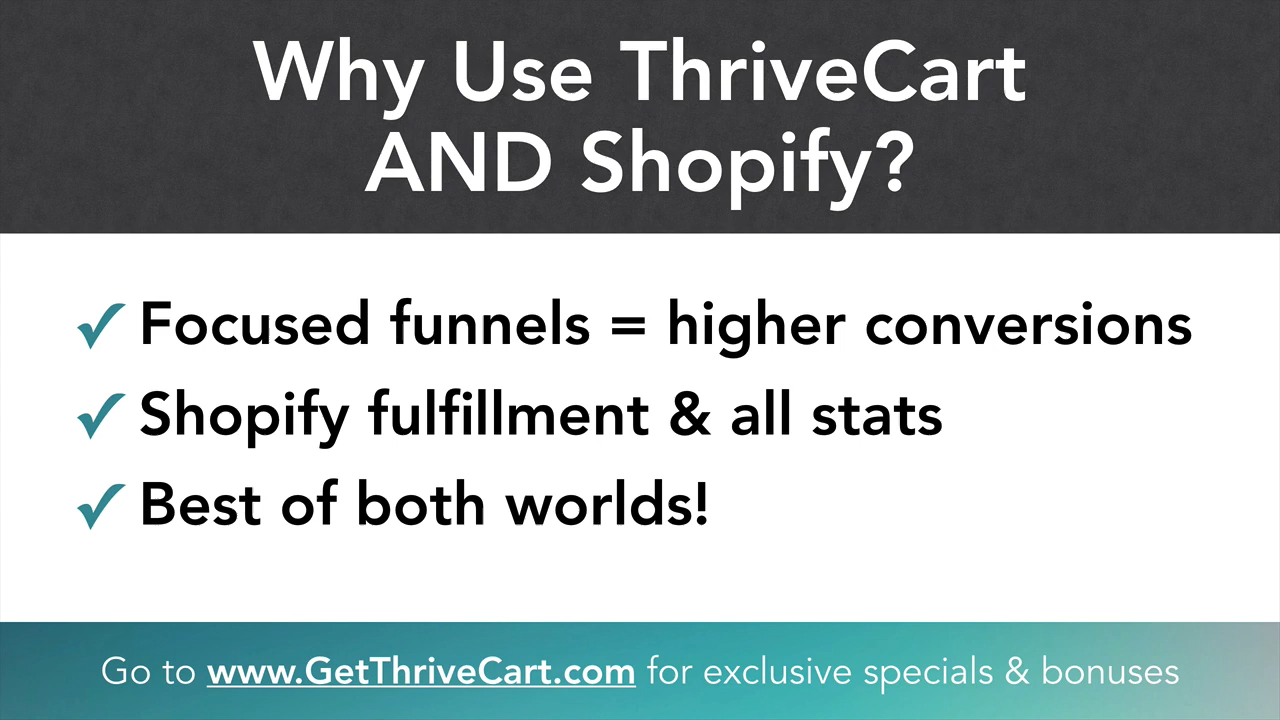 Why Use ThriveCart
AND Shopify?
✓ Focused funnels = higher conversions
✓ Shopify fulfillment & all stats
✓ Best of both worlds!
Go to www.GetThriveCart.com for exclusive specials & bonuses